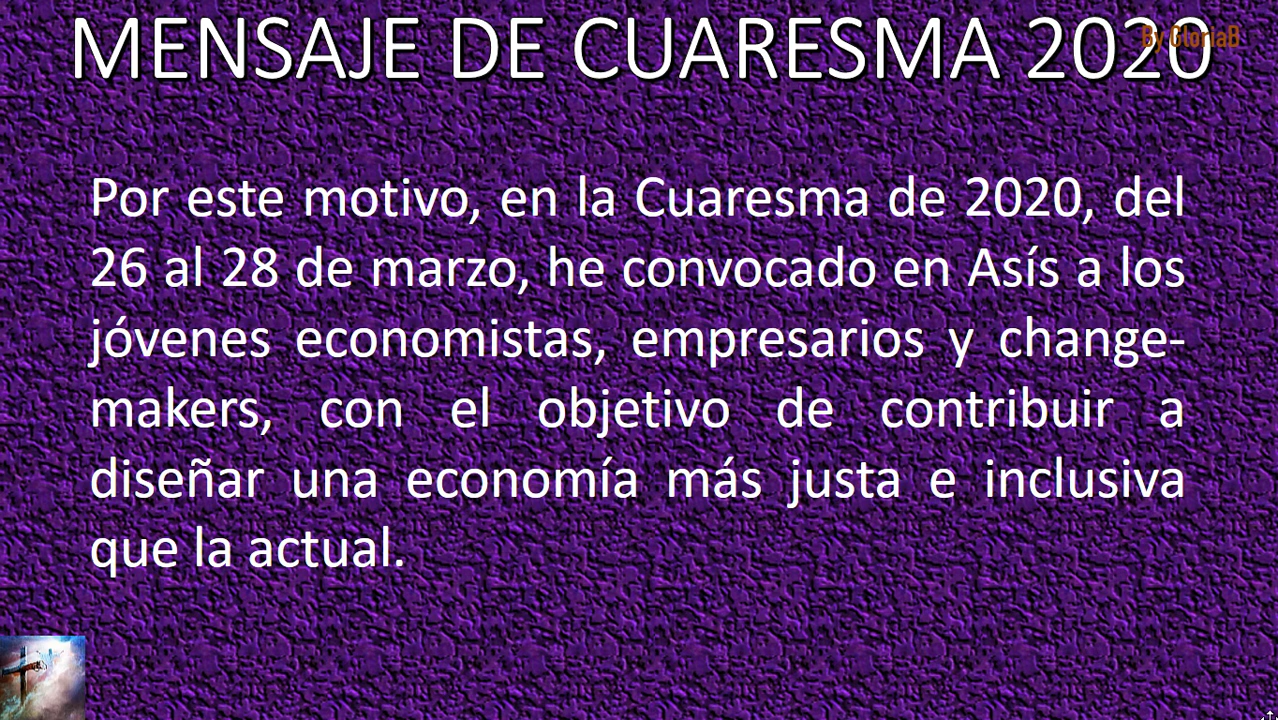 MENSAJE DE CUARESMA 2020
By GloriaB
Por este motivo, en la Cuaresma de 2020, del
26 al 28 de marzo, he convocado en Asís a los
jóvenes economistas, empresarios y change-
makers, con el objetivo de contribuir a
diseñar una economía más justa e inclusiva
que la actual.